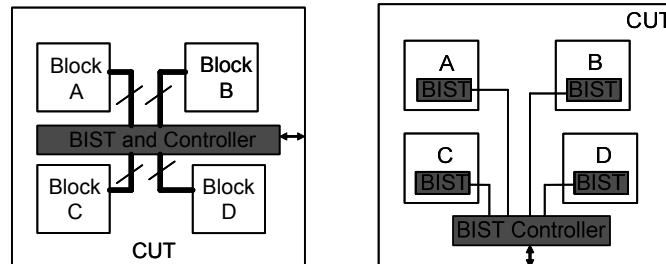 Block
A
Block
B
BIST and Controller
Block
C
Block
D
CUT
CUT
A
BIST
B
BIST
C
BIST
D
BIST
BIST Controller